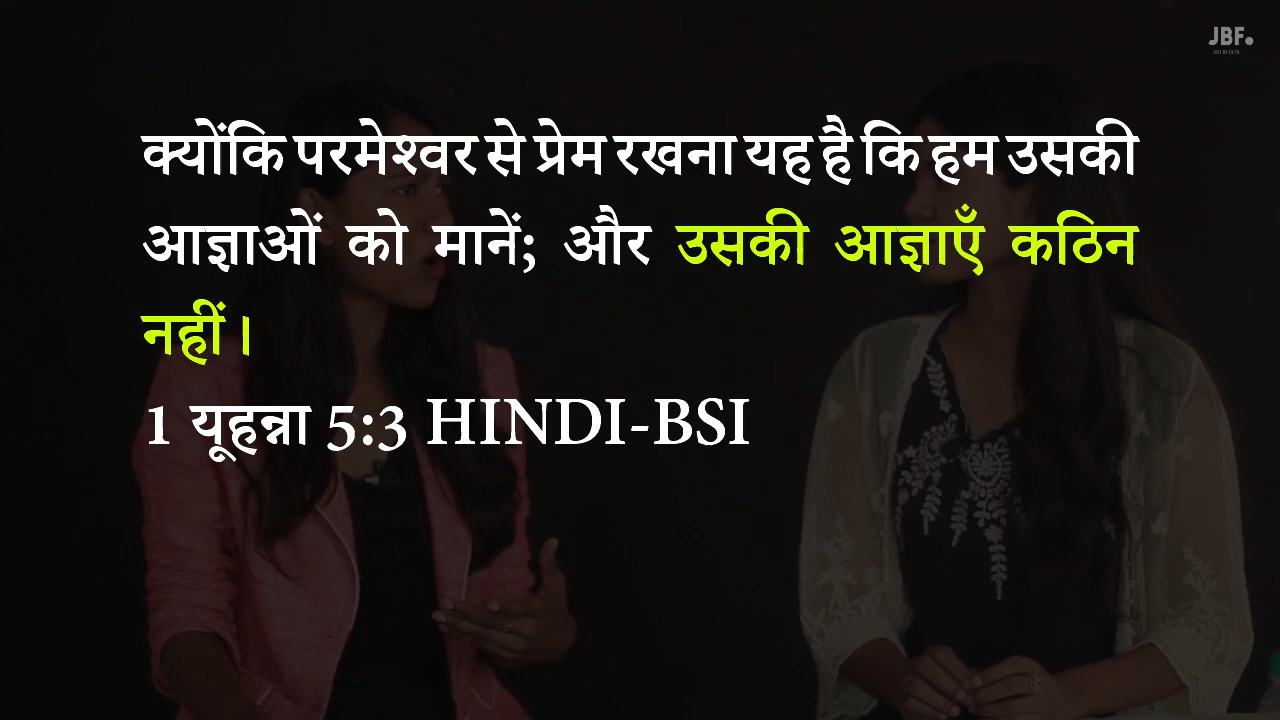 JBF.
क्योंकि परमेश्वर से प्रेम रखना यह है कि हम उसकी
आज्ञाओं को मानें; और उसकी आज्ञाएँ कठिन
नहीं।
1 यूहन्ना 5:3 HINDI-BSI